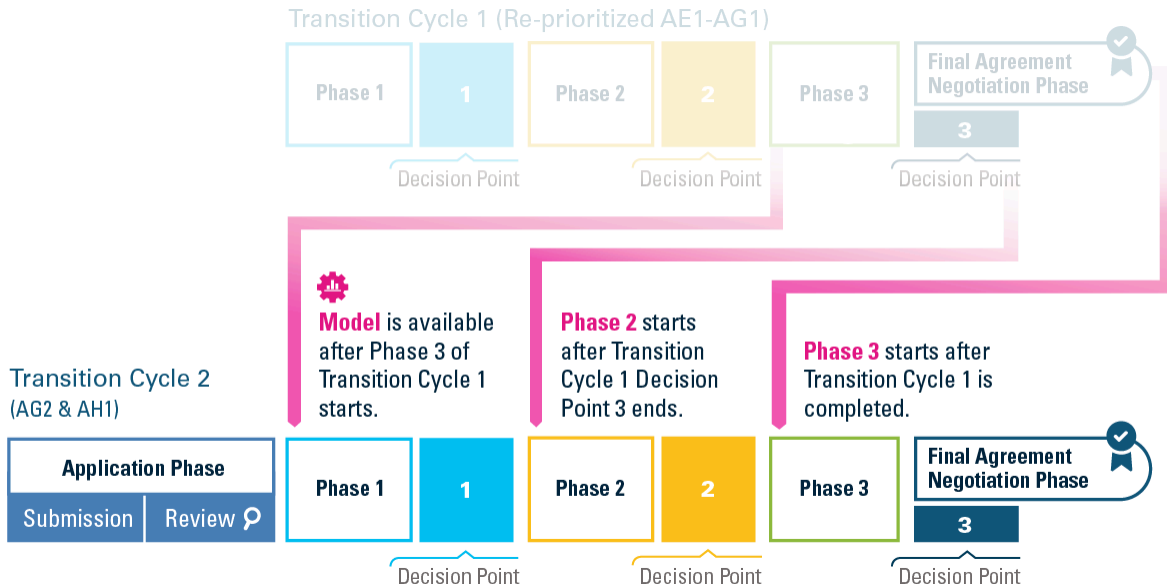 Transition Cycle 1 (Re-prioritized AE1-AG1)
Phase 1
1
Phase 2
2
Phase 3
Final Agreement
Negotiation Phase
3
Decision Point
Decision Point
Decision Point
Model is available
after Phase 3 of
Transition Cycle 1
starts.
Phase 2 starts
after Transition
Cycle 1 Decision
Point 3 ends.
Phase 3 starts after
Transition Cycle 1 is
completed.
Transition Cycle 2
(AG2 & AH1)
Application Phase
Submission
Review
Phase 1
1
Phase 2
2
Phase 3
Final Agreement
Negotiation Phase
3
Decision Point
Decision Point
Decision Point